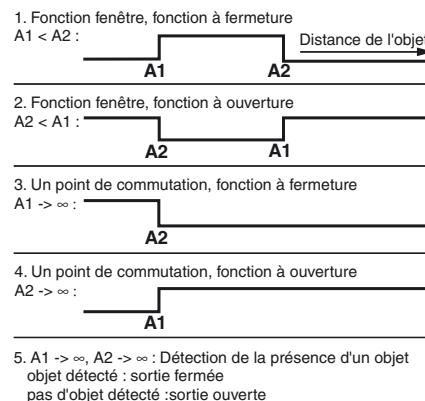 1. Fonction fenêtre, fonction à fermeture
A1 < A2 :
Distance de l'objet
A1 A2
2. Fonction fenêtre, fonction à ouverture
A2 < A1 :
A2 A1
3. Un point de commutation, fonction à fermeture
A1 -> ∞ :
A2
4. Un point de commutation, fonction à ouverture
A2 -> ∞ :
A1
5. A1 -> ∞, A2 -> ∞ : Détection de la présence d'un objet
objet détecté : sortie fermée
pas d'objet détecté :sortie ouverte